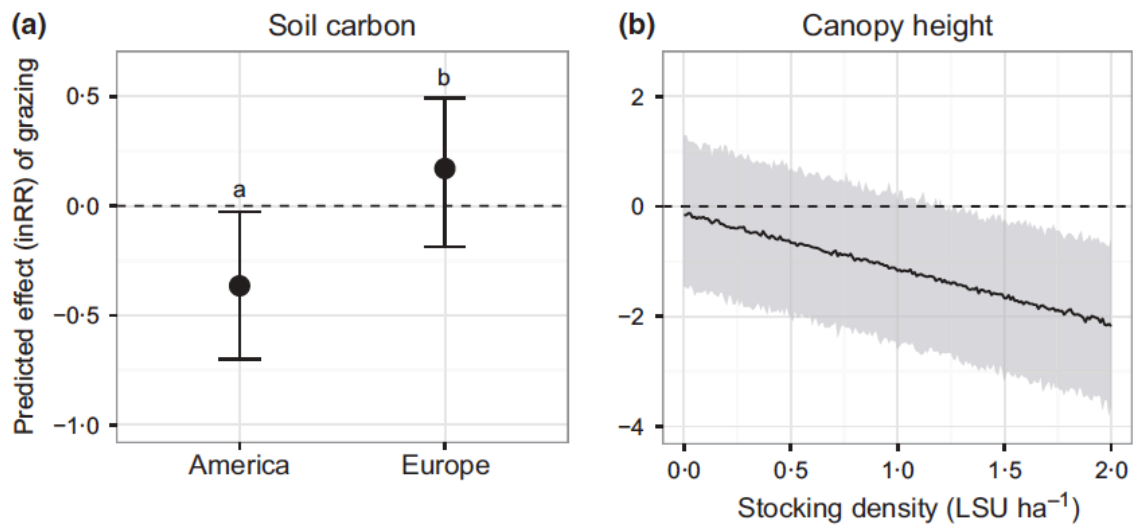 (a) Soil carbon
Predicted effect (inRR) of grazing
0·5
0·0
−0·5
−1·0
a
b
America Europe
(b) Canopy height
2
0
−2
−4
0·0 0·5 1·0 1·5 2·0
Stocking density (LSU ha⁻¹)